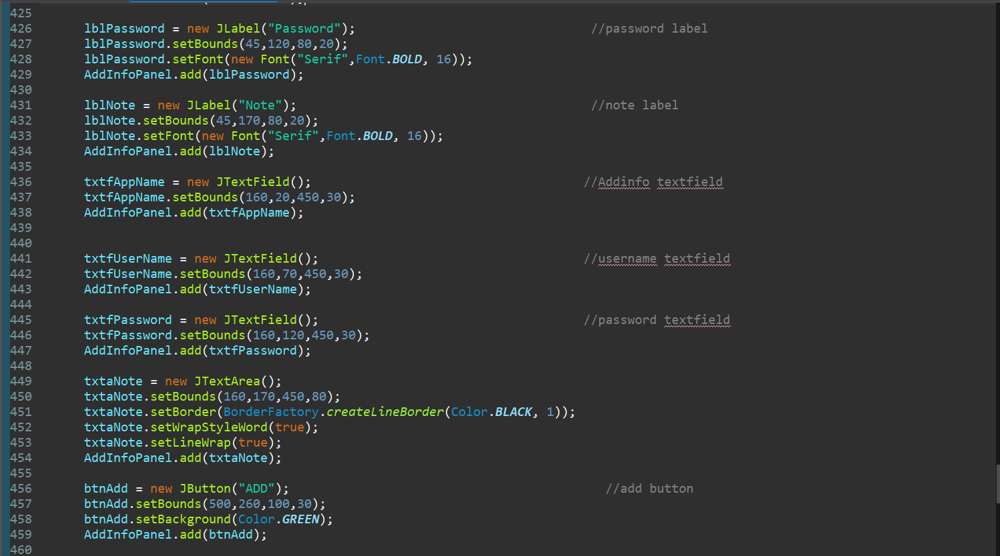 425
426 lblPassword = new JLabel("Password"); //password label
427 lblPassword.setBounds(45,120,80,20);
428 lblPassword.setFont(new Font("Serif",Font.BOLD, 16));
429 AddInfoPanel.add(lblPassword);
430
431 lblNote = new JLabel("Note"); //note label
432 lblNote.setBounds(45,170,80,20);
433 lblNote.setFont(new Font("Serif",Font.BOLD, 16));
434 AddInfoPanel.add(lblNote);
435
436 txtfAppName = new JTextField(); //Addinfo textfield
437 txtfAppName.setBounds(160,20,450,30);
438 AddInfoPanel.add(txtfAppName);
439
440
441 txtfUserName = new JTextField(); //username textfield
442 txtfUserName.setBounds(160,70,450,30);
443 AddInfoPanel.add(txtfUserName);
444
445 txtfPassword = new JTextField(); //password textfield
446 txtfPassword.setBounds(160,120,450,30);
447 AddInfoPanel.add(txtfPassword);
448
449 txtaNote = new JTextArea();
450 txtaNote.setBounds(160,170,450,80);
451 txtaNote.setBorder(BorderFactory.createLineBorder(Color.BLACK, 1));
452 txtaNote.setWrapStyleWord(true);
453 txtaNote.setLineWrap(true);
454 AddInfoPanel.add(txtaNote);
455
456 btnAdd = new JButton("ADD"); //add button
457 btnAdd.setBounds(500,260,100,30);
458 btnAdd.setBackground(Color.GREEN);
459 AddInfoPanel.add(btnAdd);
460